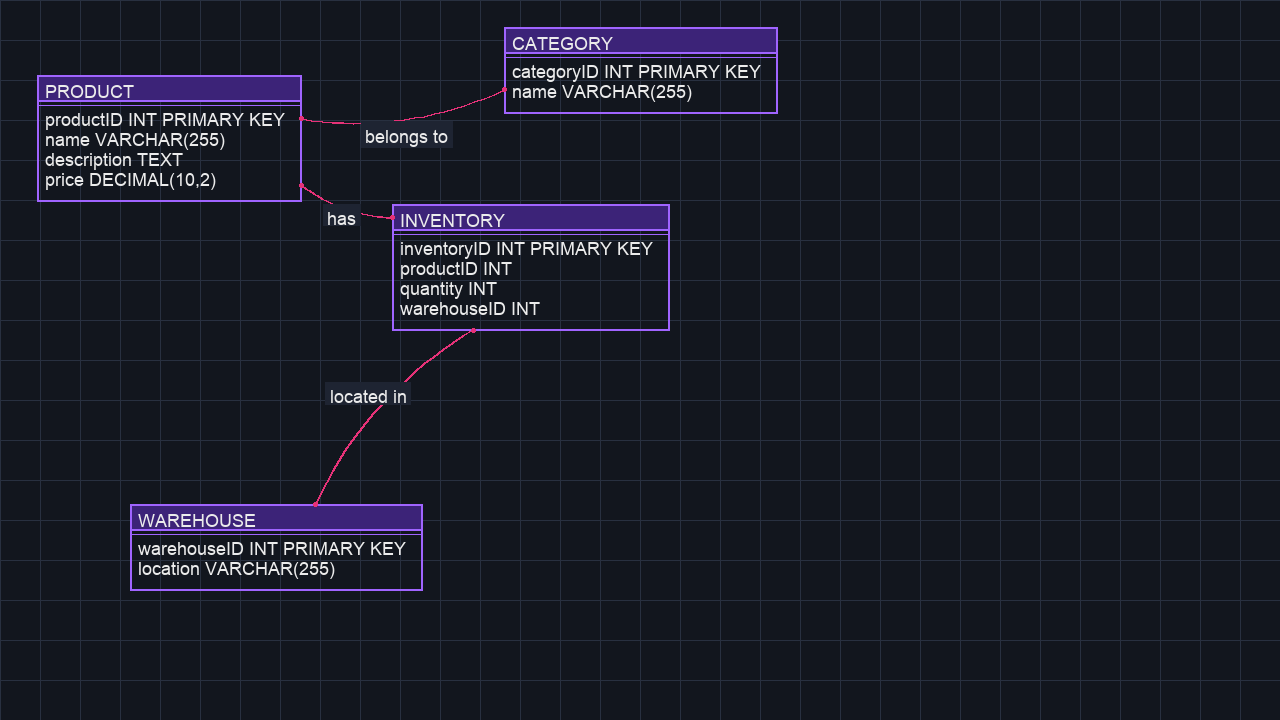 CATEGORY
categoryID INT PRIMARY KEY
name VARCHAR(255)
PRODUCT
productID INT PRIMARY KEY
name VARCHAR(255)
description TEXT
price DECIMAL(10,2)
belongs to
has
INVENTORY
inventoryID INT PRIMARY KEY
productID INT
quantity INT
warehouseID INT
located in
WAREHOUSE
warehouseID INT PRIMARY KEY
location VARCHAR(255)